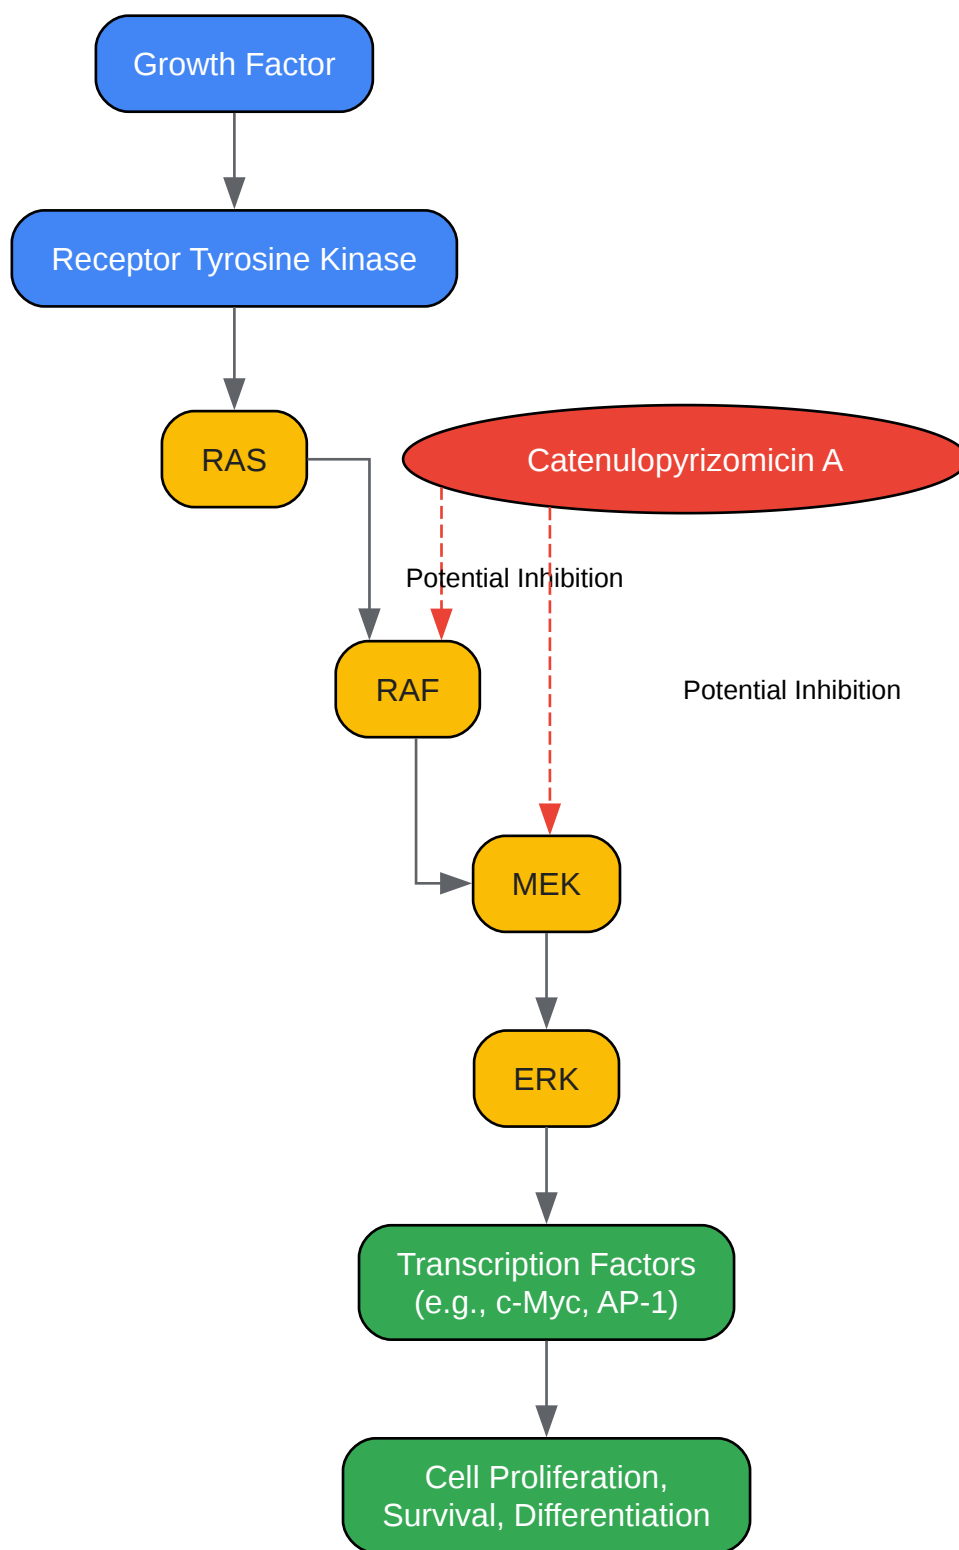 Growth Factor
Receptor Tyrosine Kinase
RAS
Catenulopyrizomicin A
Potential Inhibition
RAF
Potential Inhibition
MEK
ERK
Transcription Factors
(e.g., c-Myc, AP-1)
Cell Proliferation,
Survival, Differentiation